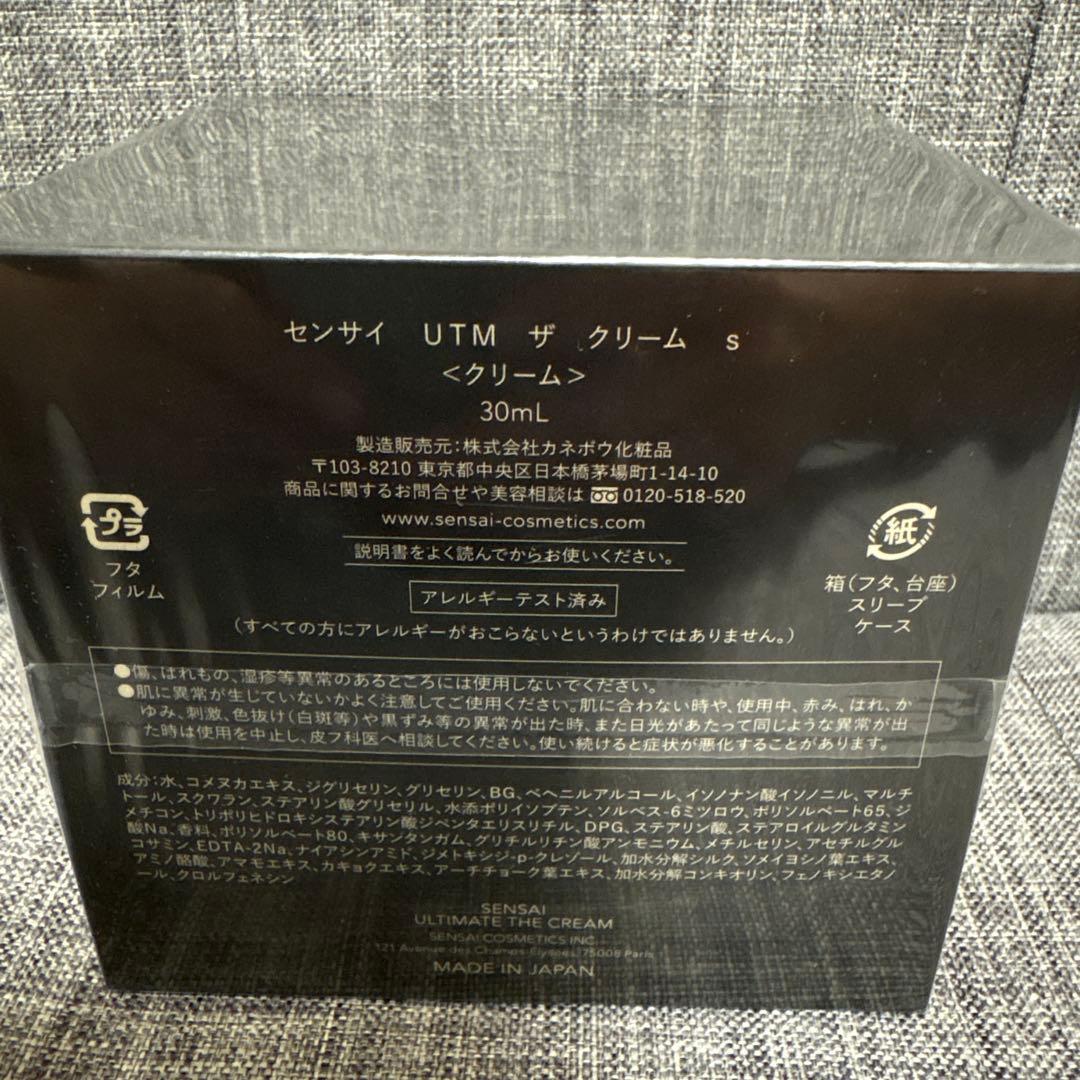 センサイ　UTM　ザ　クリーム　s
＜クリーム＞
30mL
製造販売元：株式会社カネボウ化粧品
〒103-8210 東京都中央区日本橋茅場町1-14-10
商品に関するお問合せや美容相談は 0120-518-520
www.sensai-cosmetics.com
説明書をよく読んでからお使いください。
プラ
フタ
フィルム
紙
箱（フタ、台座）
スリーブ
ケース
アレルギーテスト済み
（すべての方にアレルギーがおこらないというわけではありません。）
●傷、はれもの、湿疹等異常のあるところには使用しないでください。
●肌に異常が生じていないかよく注意してご使用ください。肌に合わない時や、使用中、赤み、はれ、か
ゆみ、刺激、色抜け（白斑等）や黒ずみ等の異常が出た時、また日光があたって同じような異常が出
た時は使用を中止し、皮フ科医へ相談してください。使い続けると症状が悪化することがあります。
成分：水、コメヌカエキス、ジグリセリン、グリセリン、BG、ベヘニルアルコール、イソノナン酸イソノニル、マルチ
トール、スクワラン、ステアリン酸グリセリル、水添ポリイソブテン、ソルベス-6ミツロウ、ポリソルベート65、ジ
メチコン、トリポリヒドロキシステアリン酸ジペンタエリスリチル、DPG、ステアリン酸、ステアロイルグルタミン
酸Na、香料、ポリソルベート80、キサンタンガム、グリチルリチン酸アンモニウム、メチルセリン、アセチルグル
コサミン、EDTA-2Na、ナイアシンアミド、ジメトキシジ-p-クレゾール、加水分解シルク、ソメイヨシノ葉エキス、
アミノ酪酸、アマモエキス、カキョクエキス、アーチチョーク葉エキス、加水分解コンキオリン、フェノキシエタノ
ール、クロルフェネシン
SENSAI
ULTIMATE THE CREAM
SENSAI COSMETICS INC.
121 Avenue des Champs-Elysées, 75008 Paris
MADE IN JAPAN